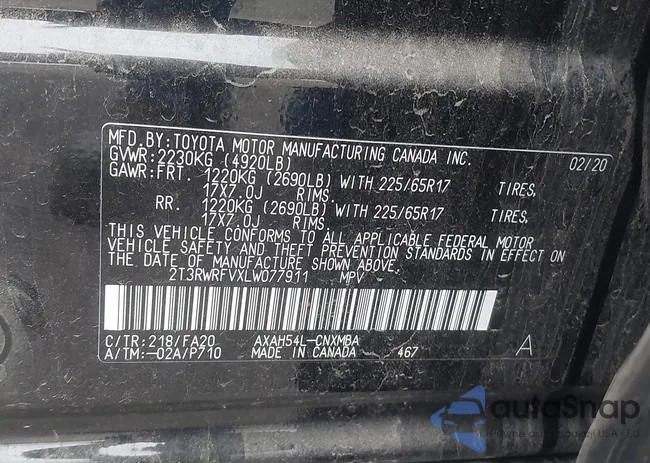 MFD.BY:TOYOTA MOTOR MANUFACTURING CANADA INC.
GVWR:2230KG (4920LB) 02/20
GAWR:FRT. 1220KG (2690LB) WITH 225/65R17 TIRES,
17X7.0J RIMS.
RR. 1220KG (2690LB) WITH 225/65R17 TIRES,
17X7.0J RIMS.
THIS VEHICLE CONFORMS TO ALL APPLICABLE FEDERAL MOTOR
VEHICLE SAFETY AND THEFT PREVENTION STANDARDS IN EFFECT ON
THE DATE OF MANUFACTURE SHOWN ABOVE.
2T3RWRFVXLW077911 MPV
C/TR:218/FA20 AXAH54L-CNXMBA
A/TM:-02A/P710 MADE IN CANADA 467 A
autoSnap
USA | EU